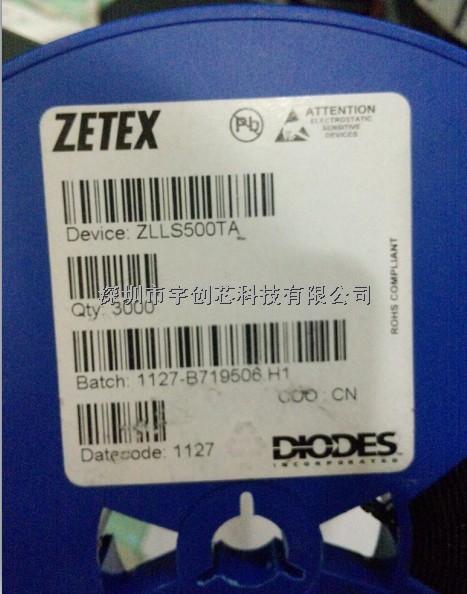 ZETEX
Pb
ATTENTION
ELECTROSTATIC
SENSITIVE
DEVICES
Device: ZLLS500TA
深圳市宇创芯科技有限公司
Qty: 3000
ROHS COMPLIANT
Batch: 1127-B719506 H1
COO : CN
Datecode: 1127
DIODES
INCORPORATED